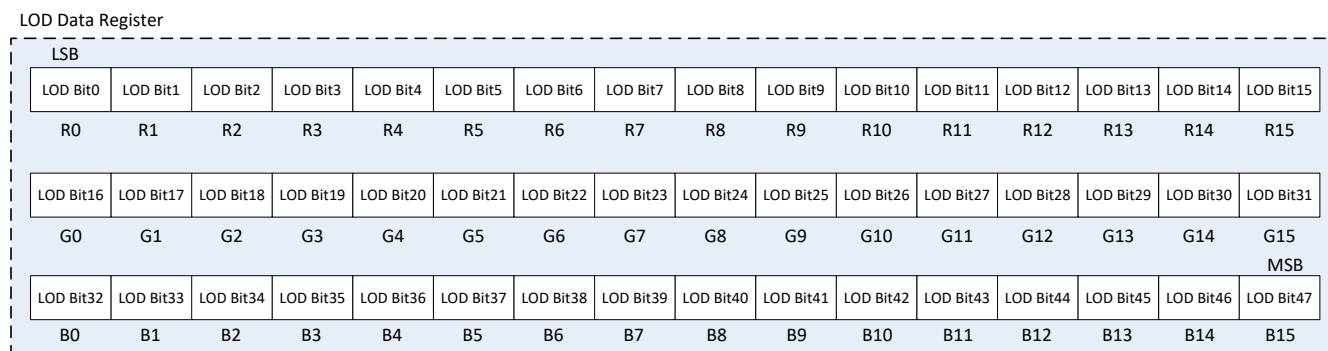 LOD Data Register
LSB
LOD Bit0 LOD Bit1 LOD Bit2 LOD Bit3 LOD Bit4 LOD Bit5 LOD Bit6 LOD Bit7 LOD Bit8 LOD Bit9 LOD Bit10 LOD Bit11 LOD Bit12 LOD Bit13 LOD Bit14 LOD Bit15
R0 R1 R2 R3 R4 R5 R6 R7 R8 R9 R10 R11 R12 R13 R14 R15
LOD Bit16 LOD Bit17 LOD Bit18 LOD Bit19 LOD Bit20 LOD Bit21 LOD Bit22 LOD Bit23 LOD Bit24 LOD Bit25 LOD Bit26 LOD Bit27 LOD Bit28 LOD Bit29 LOD Bit30 LOD Bit31
G0 G1 G2 G3 G4 G5 G6 G7 G8 G9 G10 G11 G12 G13 G14 G15
MSB
LOD Bit32 LOD Bit33 LOD Bit34 LOD Bit35 LOD Bit36 LOD Bit37 LOD Bit38 LOD Bit39 LOD Bit40 LOD Bit41 LOD Bit42 LOD Bit43 LOD Bit44 LOD Bit45 LOD Bit46 LOD Bit47
B0 B1 B2 B3 B4 B5 B6 B7 B8 B9 B10 B11 B12 B13 B14 B15